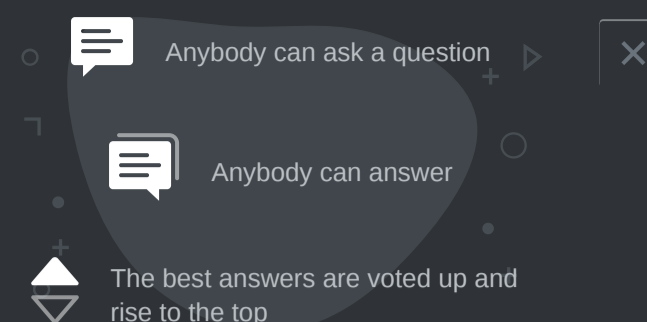 Anybody can ask a question
Anybody can answer
The best answers are voted up and
rise to the top